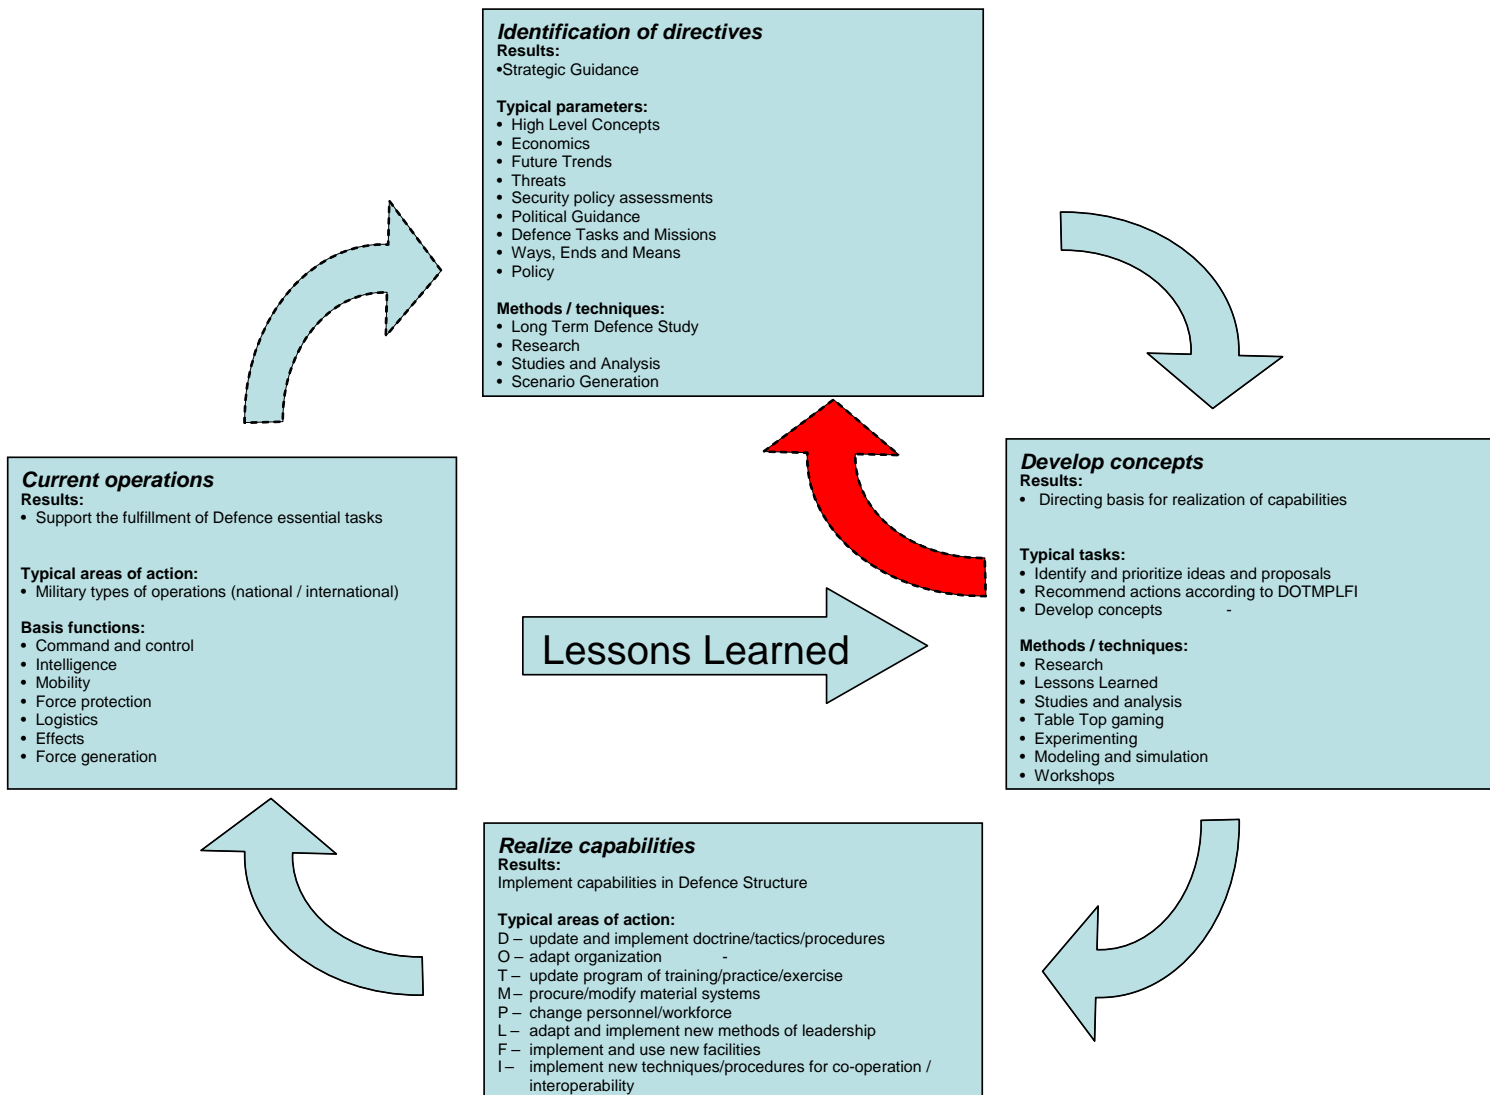 Identification of directives
Results:
•Strategic Guidance
Typical parameters:
• High Level Concepts
• Economics
• Future Trends
• Threats
• Security policy assessments
• Political Guidance
• Defence Tasks and Missions
• Ways, Ends and Means
• Policy
Methods / techniques:
• Long Term Defence Study
• Research
• Studies and Analysis
• Scenario Generation
Current operations
Results:
• Support the fulfillment of Defence essential tasks
Typical areas of action:
• Military types of operations (national / international)
Basis functions:
• Command and control
• Intelligence
• Mobility
• Force protection
• Logistics
• Effects
• Force generation
Lessons Learned
Develop concepts
Results:
• Directing basis for realization of capabilities
Typical tasks:
• Identify and prioritize ideas and proposals
• Recommend actions according to DOTMPLFI
• Develop concepts -
Methods / techniques:
• Research
• Lessons Learned
• Studies and analysis
• Table Top gaming
• Experimenting
• Modeling and simulation
• Workshops
Realize capabilities
Results:
Implement capabilities in Defence Structure
Typical areas of action:
D – update and implement doctrine/tactics/procedures
O – adapt organization -
T – update program of training/practice/exercise
M – procure/modify material systems
P – change personnel/workforce
L – adapt and implement new methods of leadership
F – implement and use new facilities
I – implement new techniques/procedures for co-operation /
interoperability